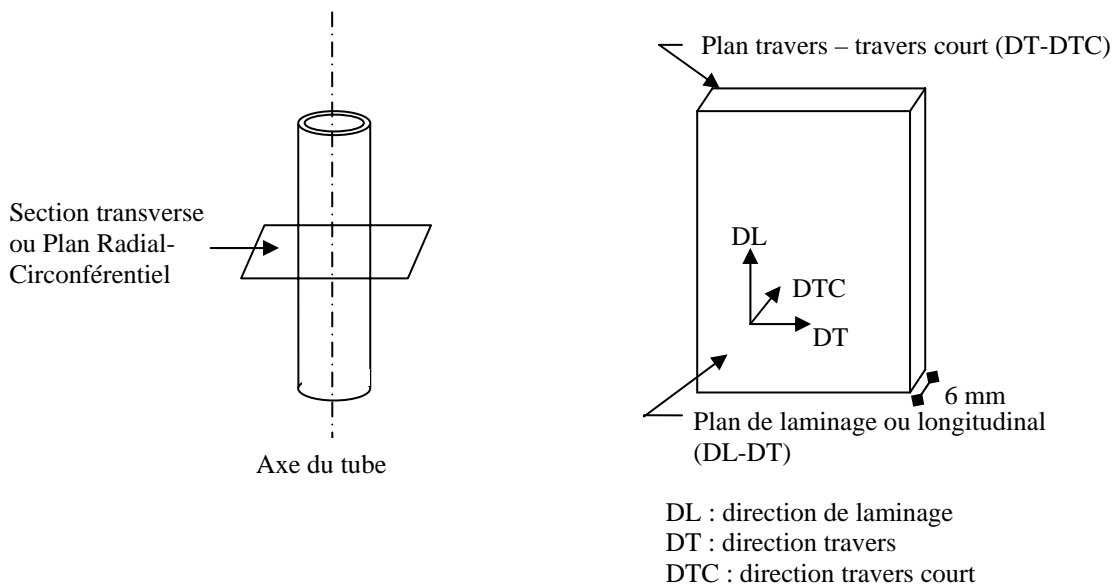 Section transverse
ou Plan Radial-
Circonférentiel
Axe du tube
Plan travers – travers court (DT-DTC)
DL
DTC
DT
6 mm
Plan de laminage ou longitudinal
(DL-DT)
DL : direction de laminage
DT : direction travers
DTC : direction travers court